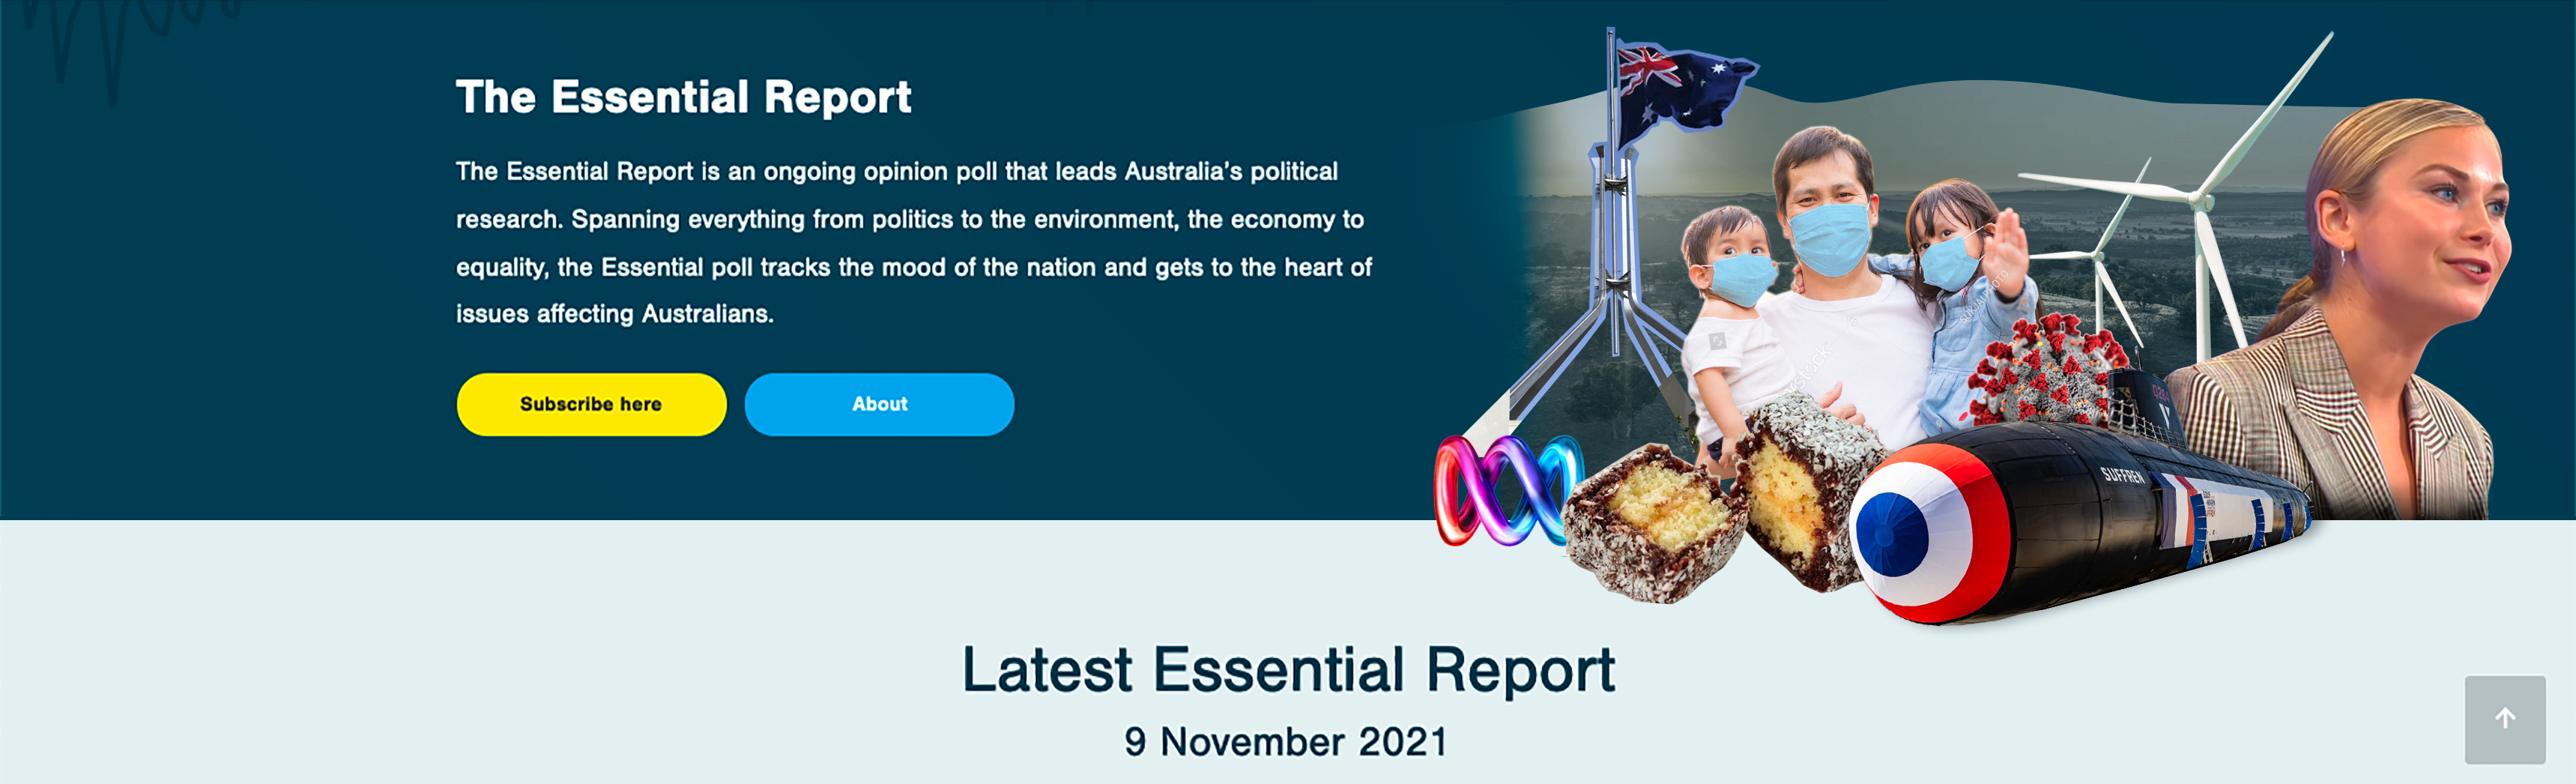 The Essential Report
The Essential Report is an ongoing opinion poll that leads Australia’s political
research. Spanning everything from politics to the environment, the economy to
equality, the Essential poll tracks the mood of the nation and gets to the heart of
issues affecting Australians.
Subscribe here
About
SUFFREN
Latest Essential Report
9 November 2021